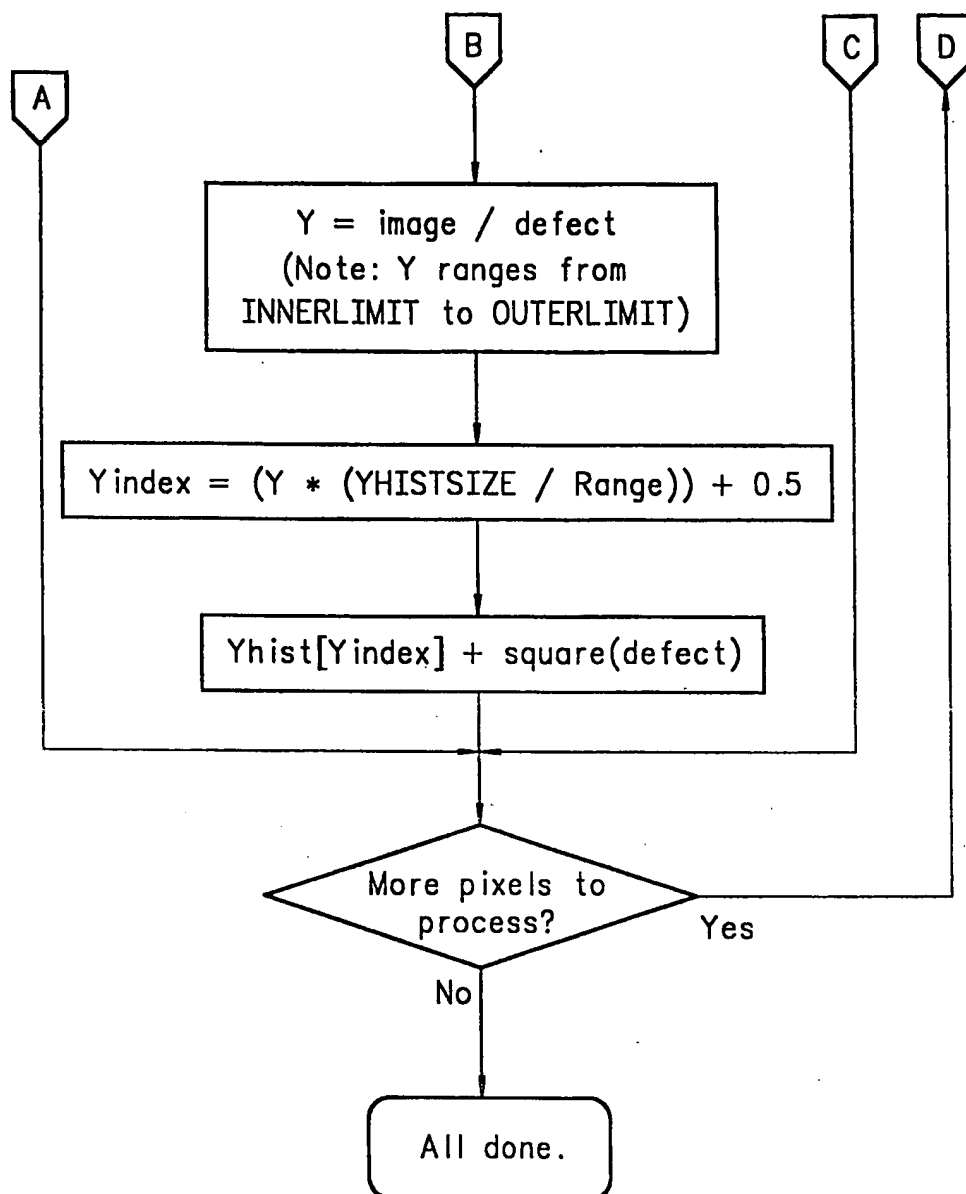 B
C
D
A
Y = image / defect
(Note: Y ranges from
INNERLIMIT to OUTERLIMIT)
Yindex = (Y * (YHISTSIZE / Range)) + 0.5
Yhist[Yindex] + square(defect)
More pixels to
process?
Yes
No
All done.